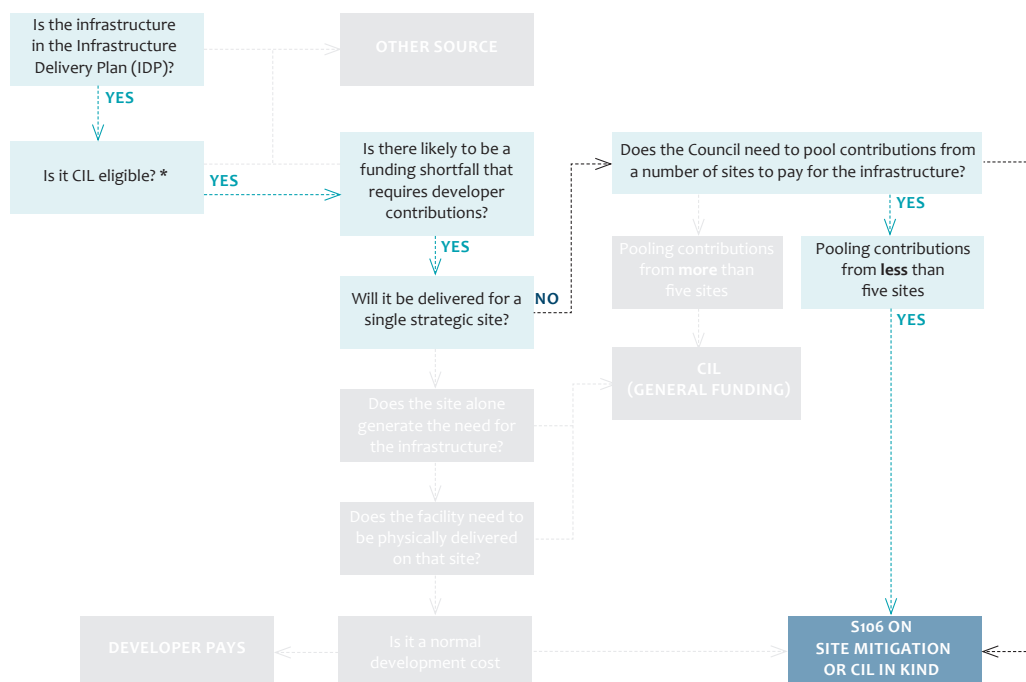 Is the infrastructure
in the Infrastructure
Delivery Plan (IDP)?
OTHER SOURCE
YES
Is it CIL eligible? *
YES
Is there likely to be a
funding shortfall that
requires developer
contributions?
Does the Council need to pool contributions from
a number of sites to pay for the infrastructure?
YES
YES
Pooling contributions
from more than
five sites
Pooling contributions
from less than
five sites
Will it be delivered for a
single strategic site?
NO
YES
CIL
(GENERAL FUNDING)
Does the site alone
generate the need for
the infrastructure?
Does the facility need to
be physically delivered
on that site?
DEVELOPER PAYS
Is it a normal
development cost
S106 ON
SITE MITIGATION
OR CIL IN KIND